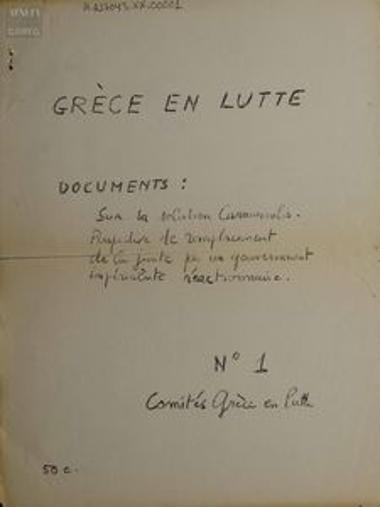 GRÈCE EN LUTTE
DOCUMENTS :
Sur la solution Caramanlis.
Perspective de remplacement
de la junte par un gouvernement
impérialiste réactionnaire.
N° 1
Comités Grèce en lutte
50 c.